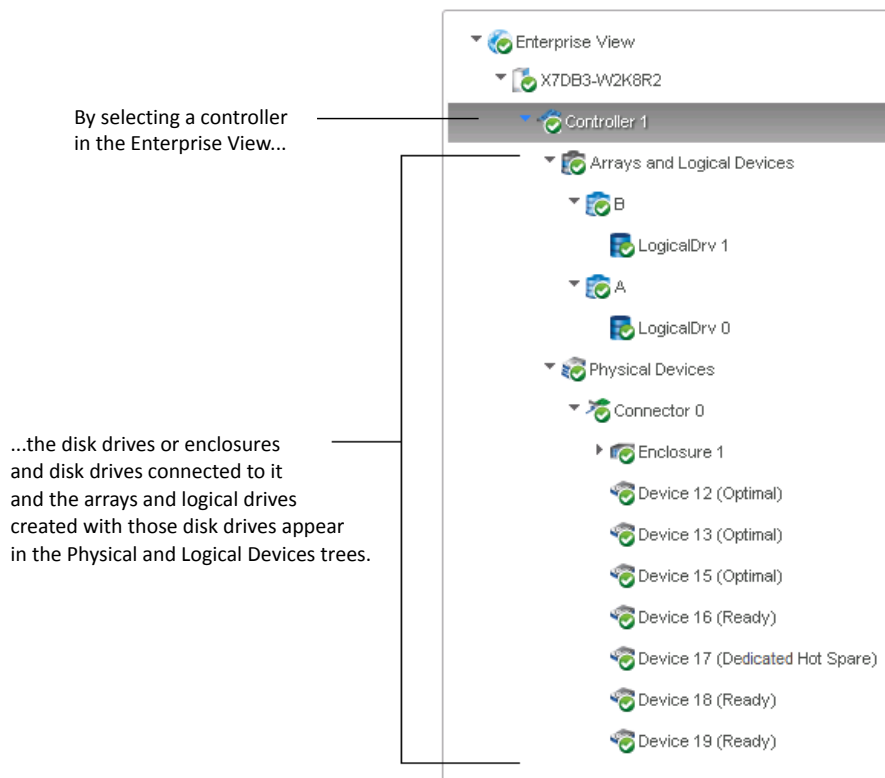 Enterprise View
X7DB3-W2K8R2
By selecting a controller
in the Enterprise View...
Controller 1
Arrays and Logical Devices
B
LogicalDrv 1
A
LogicalDrv 0
Physical Devices
Connector 0
...the disk drives or enclosures
and disk drives connected to it
and the arrays and logical drives
created with those disk drives appear
in the Physical and Logical Devices trees.
Enclosure 1
Device 12 (Optimal)
Device 13 (Optimal)
Device 15 (Optimal)
Device 16 (Ready)
Device 17 (Dedicated Hot Spare)
Device 18 (Ready)
Device 19 (Ready)